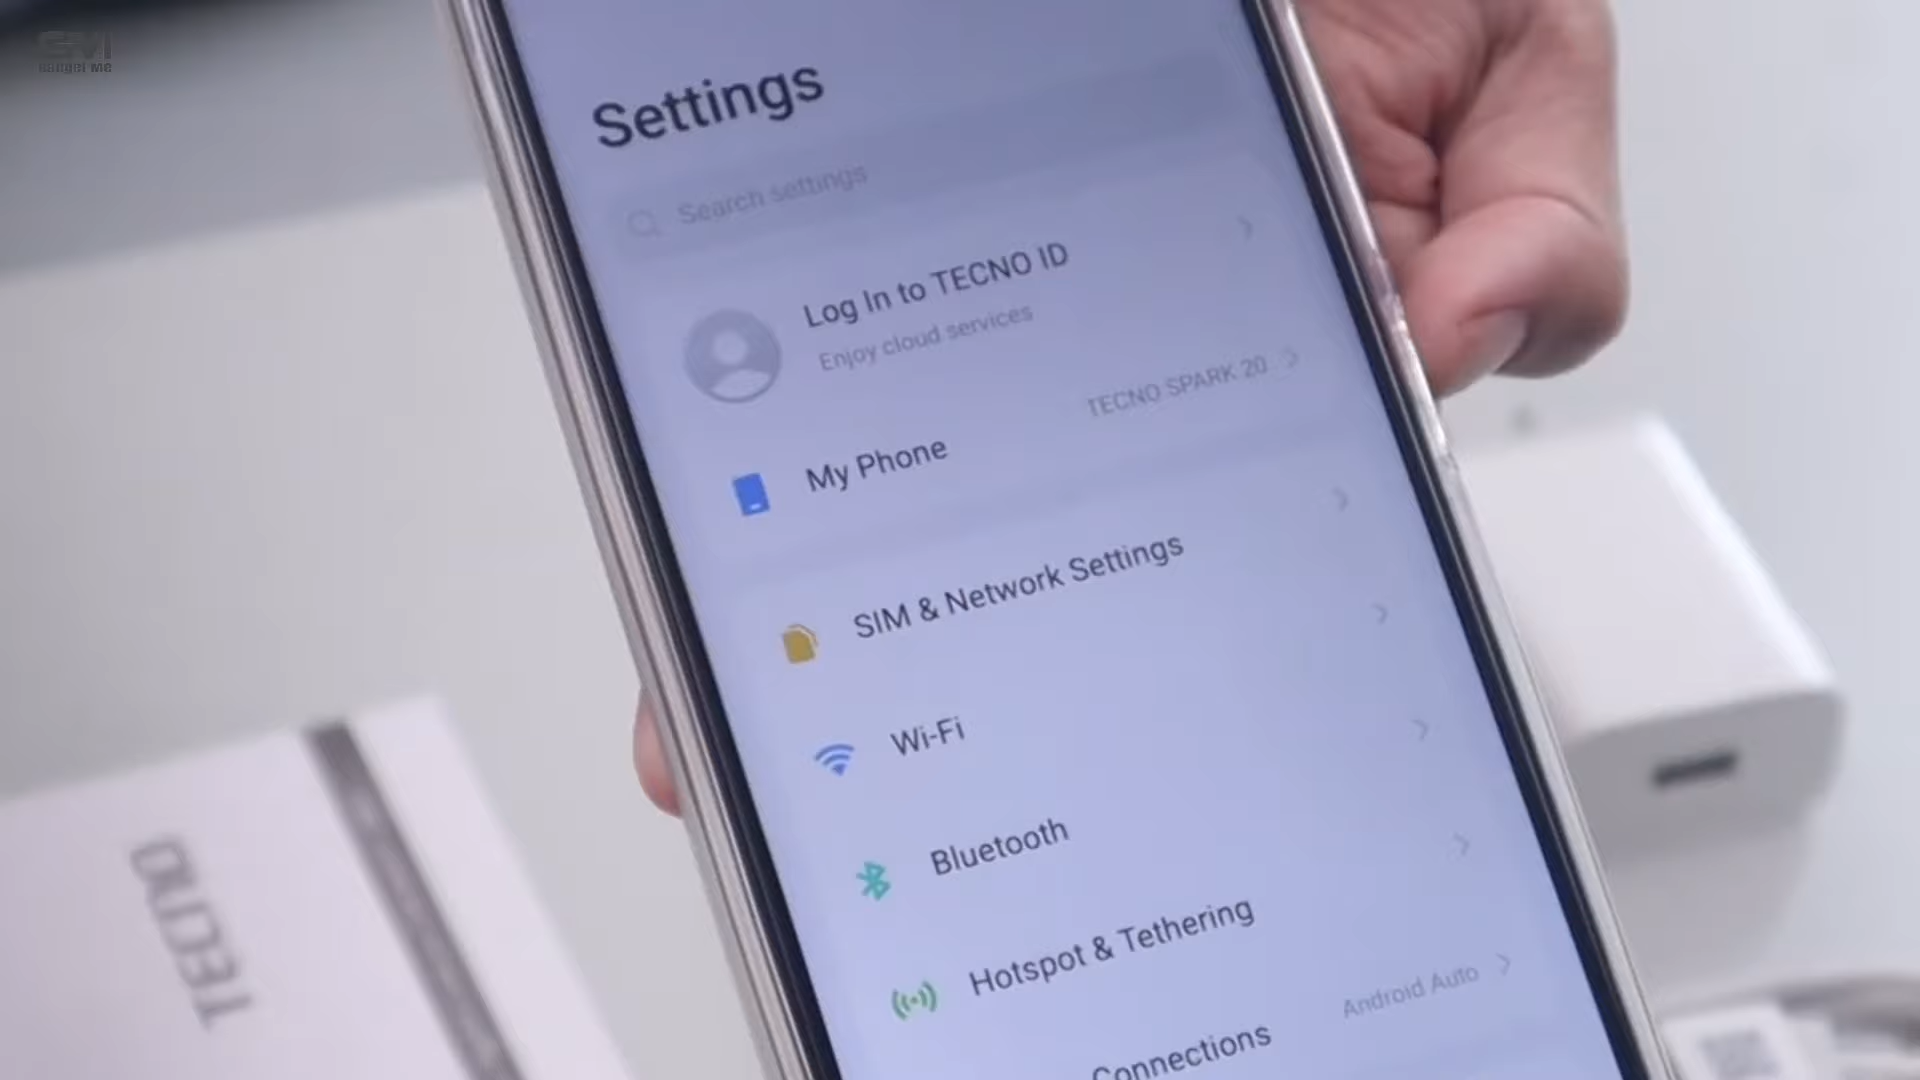 Settings
Search settings
Log In to TECNO ID
Enjoy cloud services
My Phone
TECNO SPARK 20..
SIM & Network Settings
Wi-Fi
Bluetooth
Hotspot & Tethering
Connections
Android Auto
TECNO